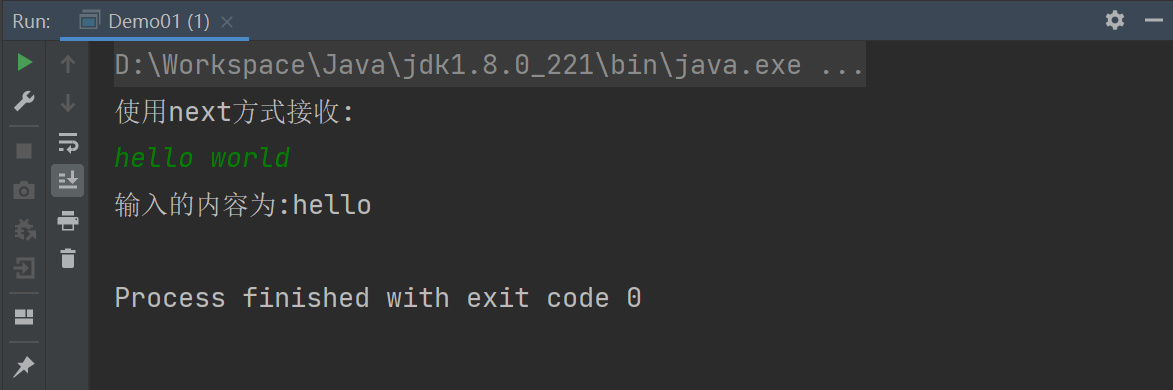 Run: Demo01 (1)
D:\Workspace\Java\jdk1.8.0_221\bin\java.exe ...
使用next方式接收:
hello world
输入的内容为:hello
Process finished with exit code 0